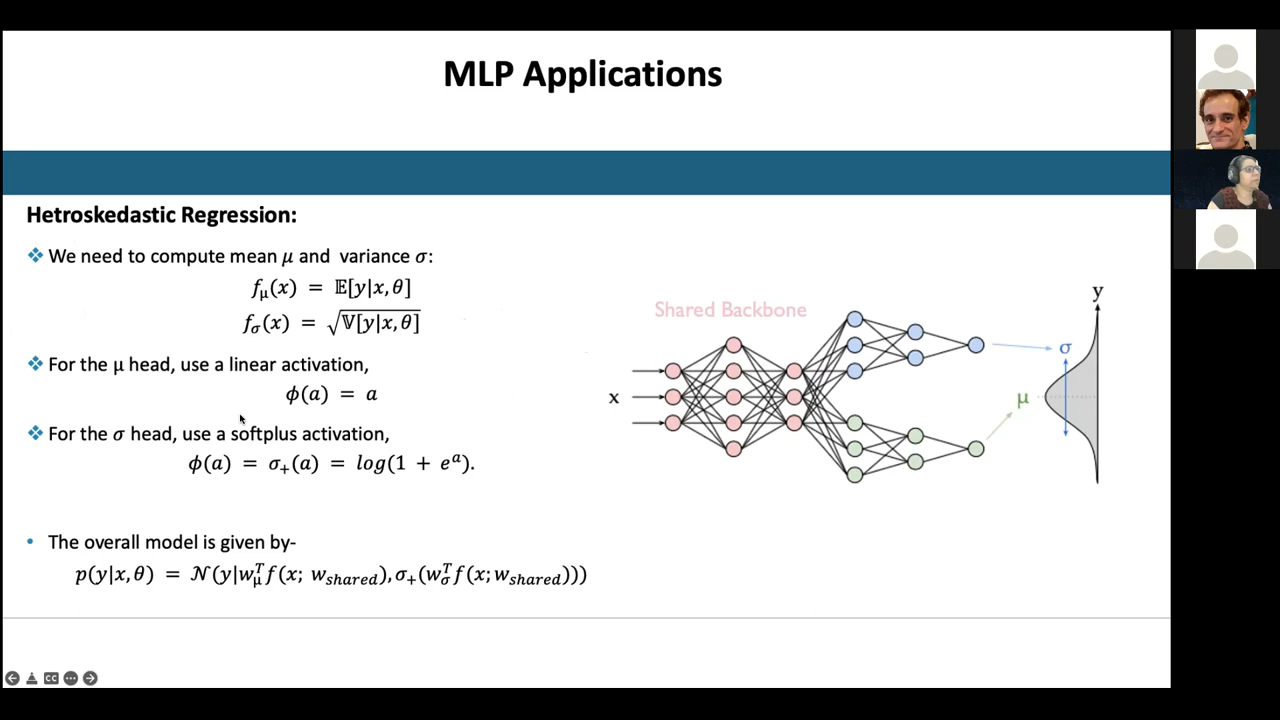 MLP Applications
Hetroskedastic Regression:
❖ We need to compute mean μ and variance σ:
f_μ(x) = 𝔼[y|x, θ]
f_σ(x) = √𝕍[y|x, θ]
❖ For the μ head, use a linear activation,
ϕ(a) = a
❖ For the σ head, use a softplus activation,
ϕ(a) = σ₊(a) = log(1 + e^a).
• The overall model is given by-
p(y|x, θ) = 𝒩(y|w_μ^T f(x; w_shared), σ₊(w_σ^T f(x; w_shared)))
Shared Backbone
x
y
σ
μ
CC